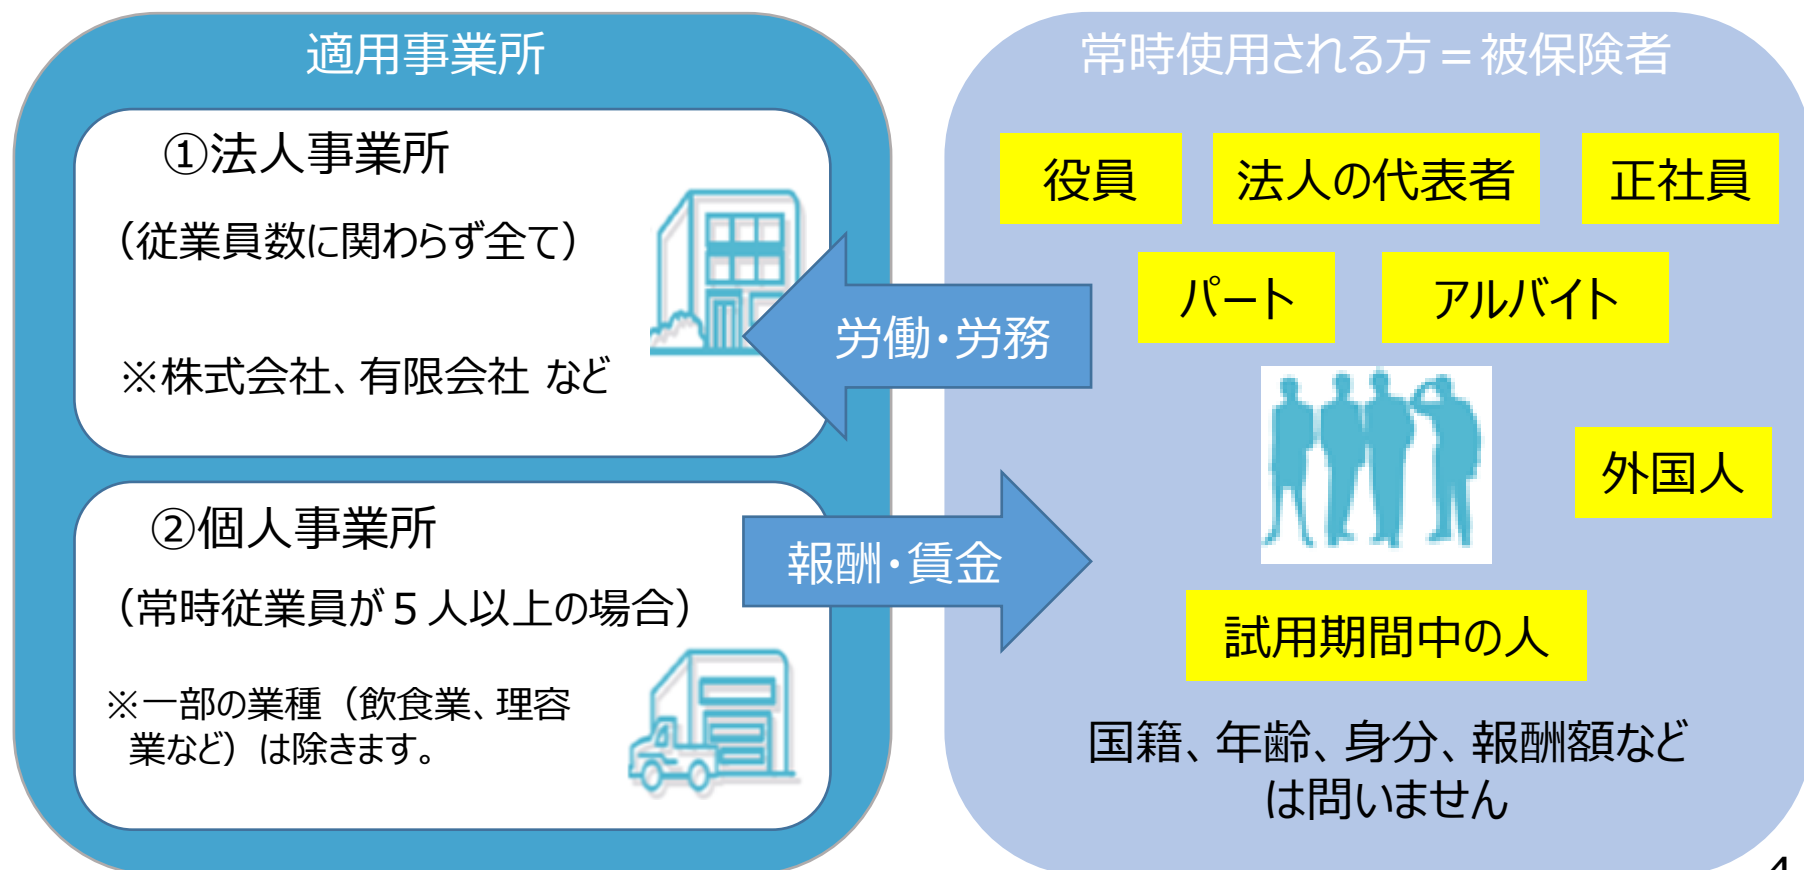 適用事業所
①法人事業所
（従業員数に関わらず全て）
※株式会社、有限会社 など
②個人事業所
（常時従業員が５人以上の場合）
※一部の業種（飲食業、理容
業など）は除きます。
労働・労務
報酬・賃金
常時使用される方＝被保険者
役員
法人の代表者
正社員
パート
アルバイト
外国人
試用期間中の人
国籍、年齢、身分、報酬額など
は問いません
4